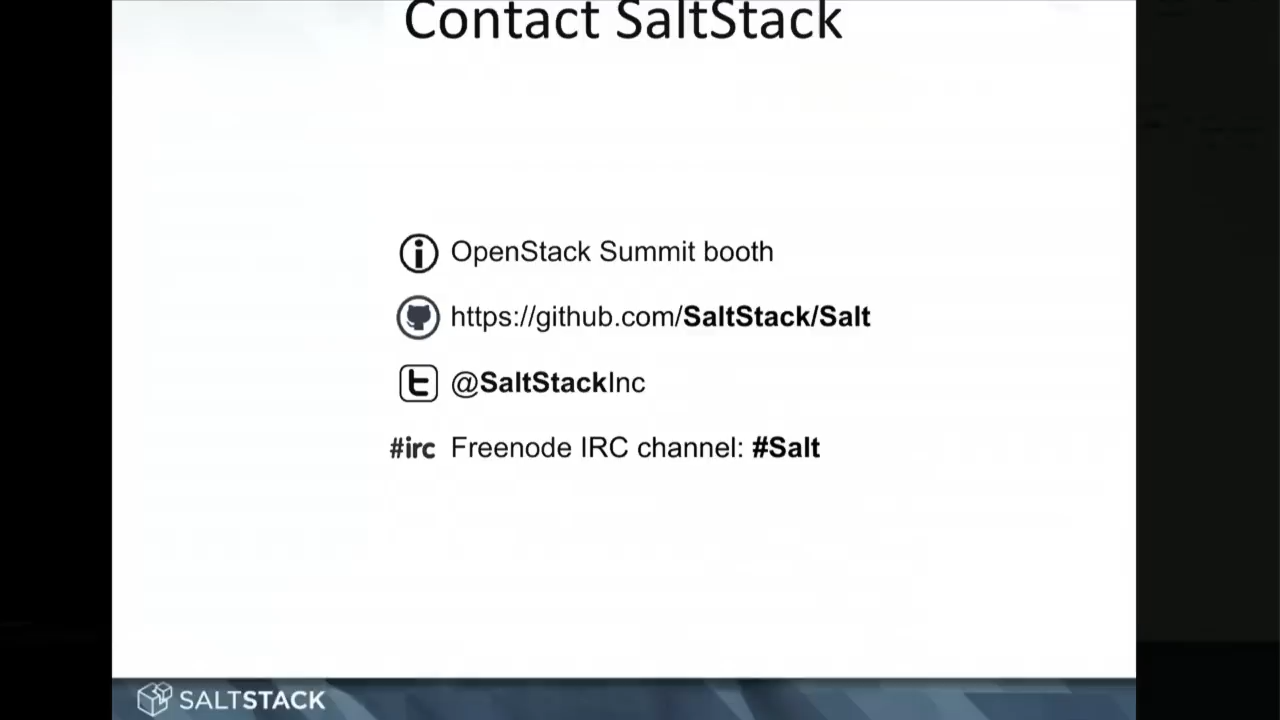 Contact SaltStack
OpenStack Summit booth
https://github.com/SaltStack/Salt
@SaltStackInc
#irc Freenode IRC channel: #Salt
SALTSTACK